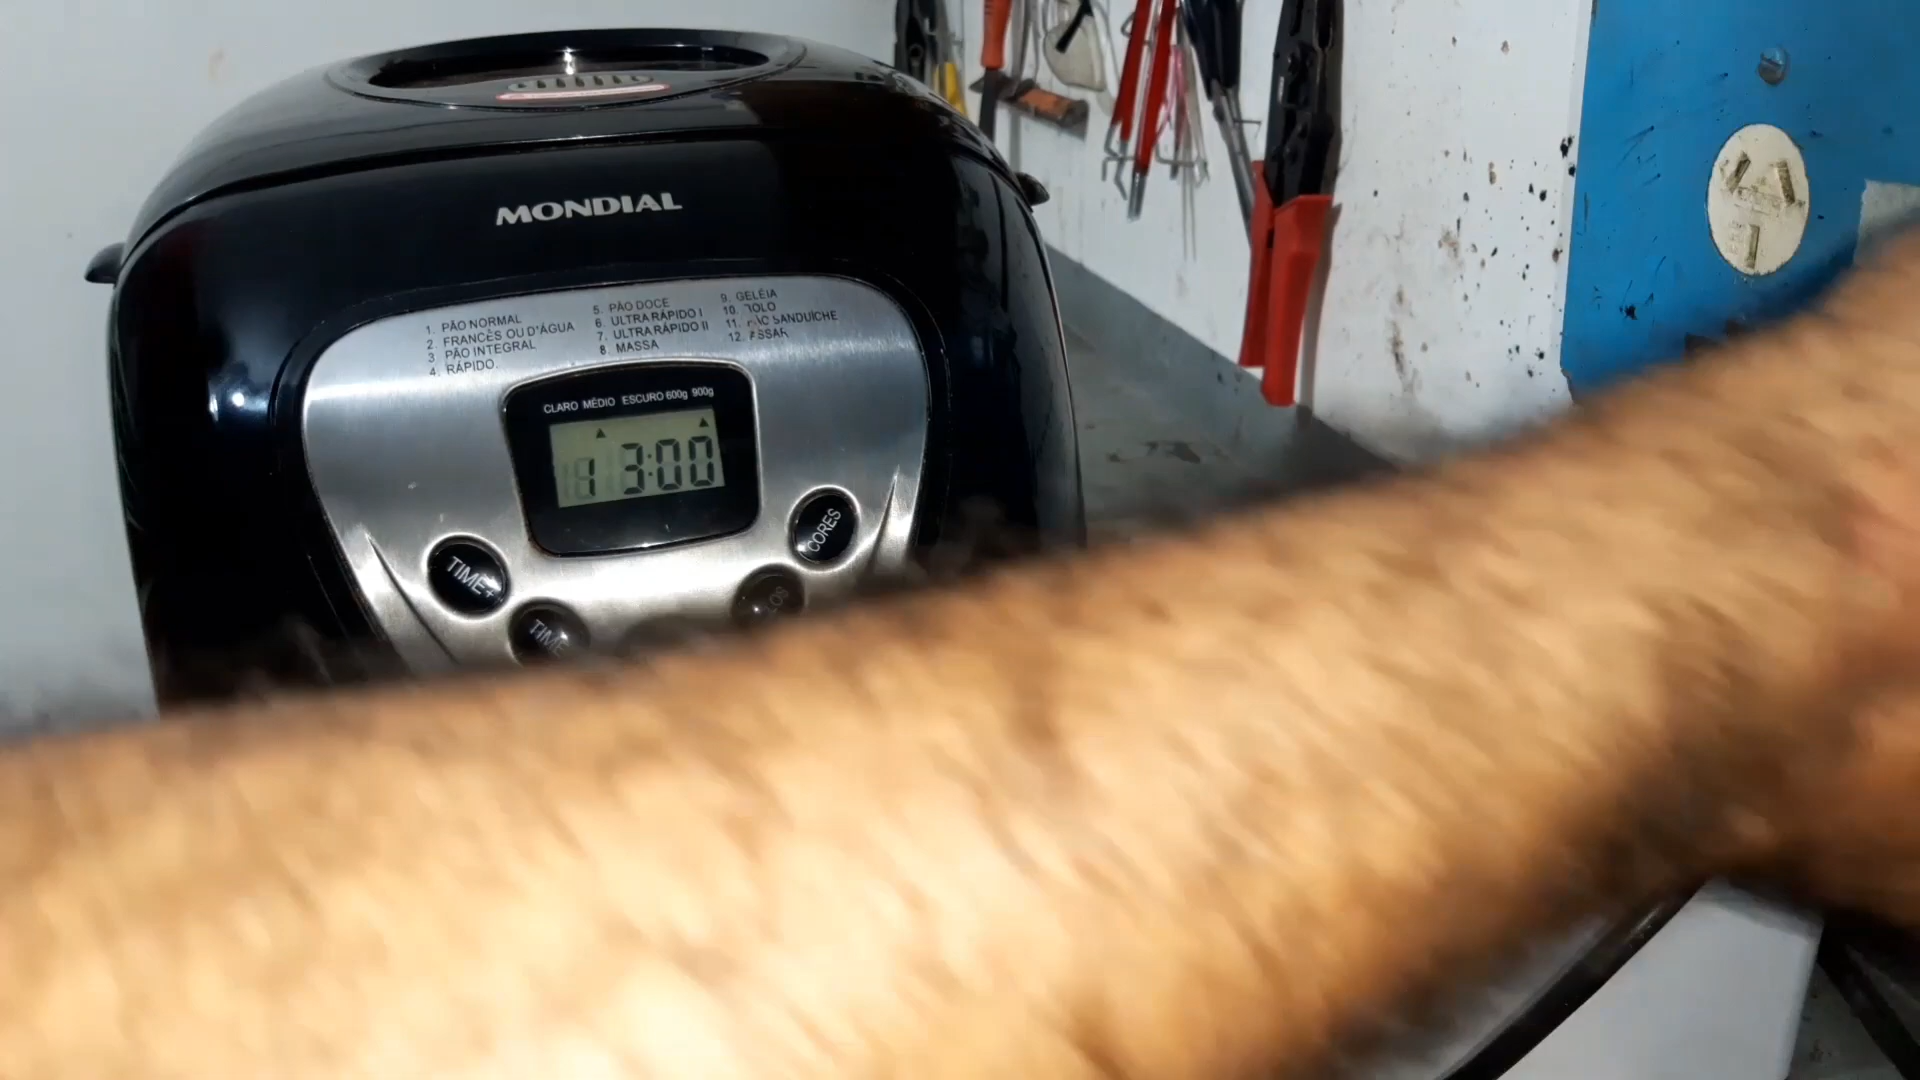 MONDIAL
1. PÃO NORMAL
2. FRANCÊS OU D'ÁGUA
3 PÃO INTEGRAL
4. RÁPIDO.
5. PÃO DOCE
6. ULTRA RÁPIDO I
7. ULTRA RÁPIDO II
8. MASSA
9. GELÉIA
10.
11. SANDUÍCHE
12.
CLARO MÉDIO ESCURO 600g 900g
1 3:00
TIME+
CORES
TIME